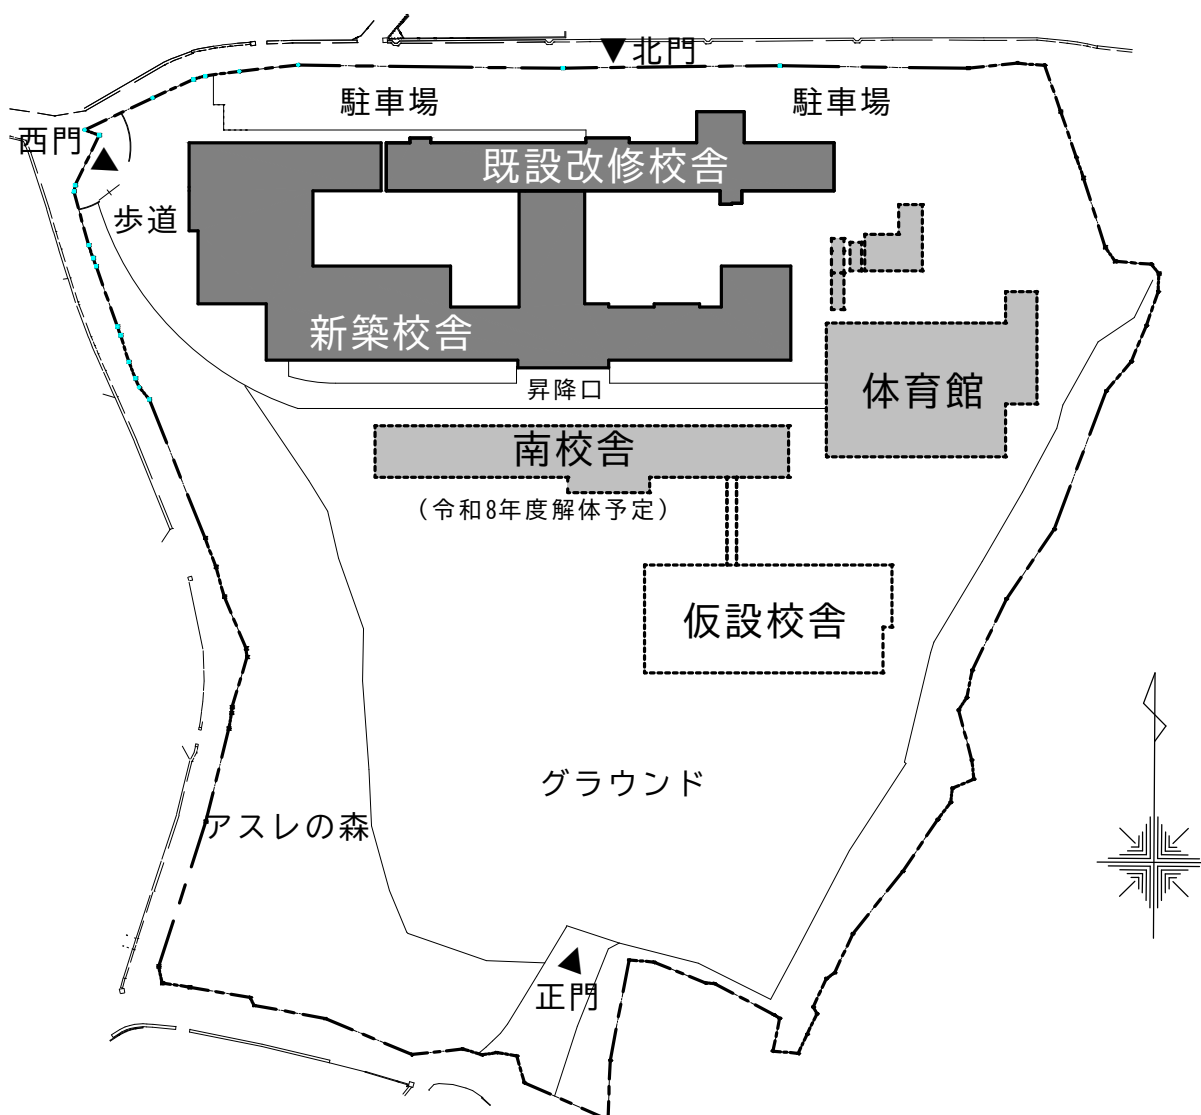 北門
駐車場
駐車場
西門
既設改修校舎
歩道
新築校舎
昇降口
体育館
南校舎
（令和8年度解体予定）
仮設校舎
グラウンド
アスレの森
正門